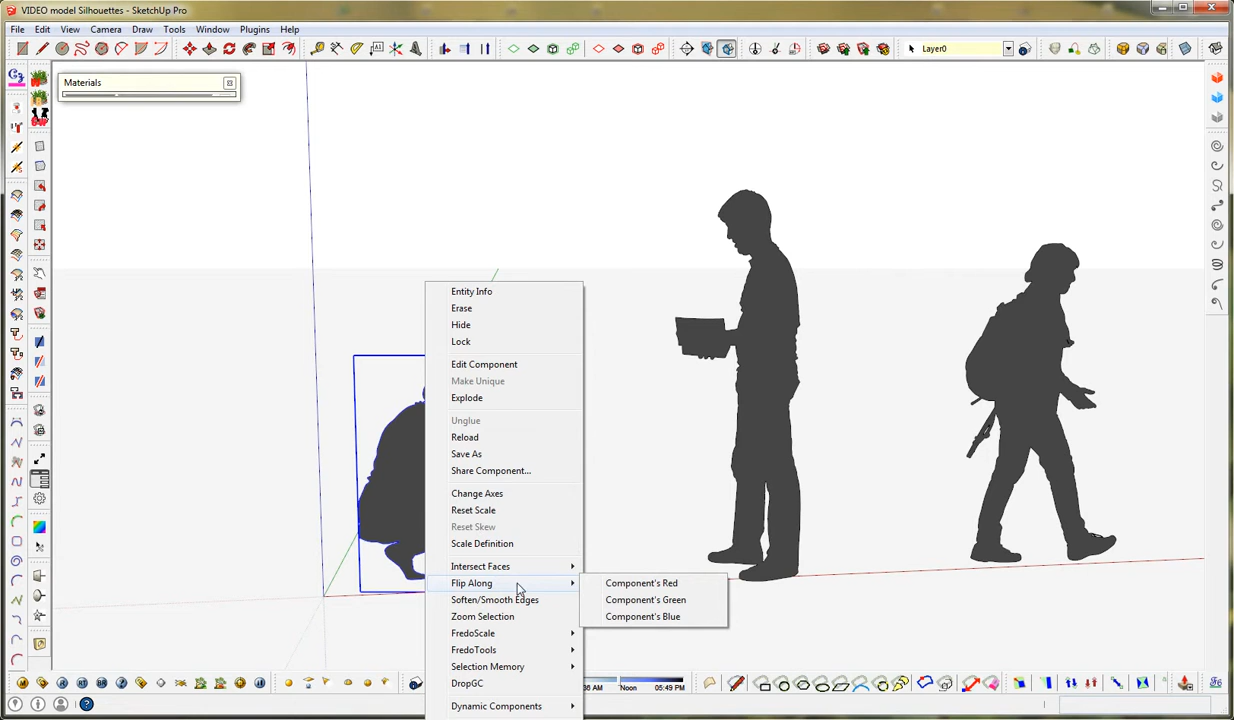 VIDEO model Silhouettes - SketchUp Pro
File Edit View Camera Draw Tools Window Plugins Help
Layer0
Materials
Entity Info
Erase
Hide
Lock
Edit Component
Make Unique
Explode
Unglue
Reload
Save As
Share Component...
Change Axes
Reset Scale
Reset Skew
Scale Definition
Intersect Faces
Flip Along
Component's Red
Soften/Smooth Edges
Component's Green
Zoom Selection
Component's Blue
FredoScale
FredoTools
Selection Memory
DropGC
Noon
05:49 PM
Dynamic Components